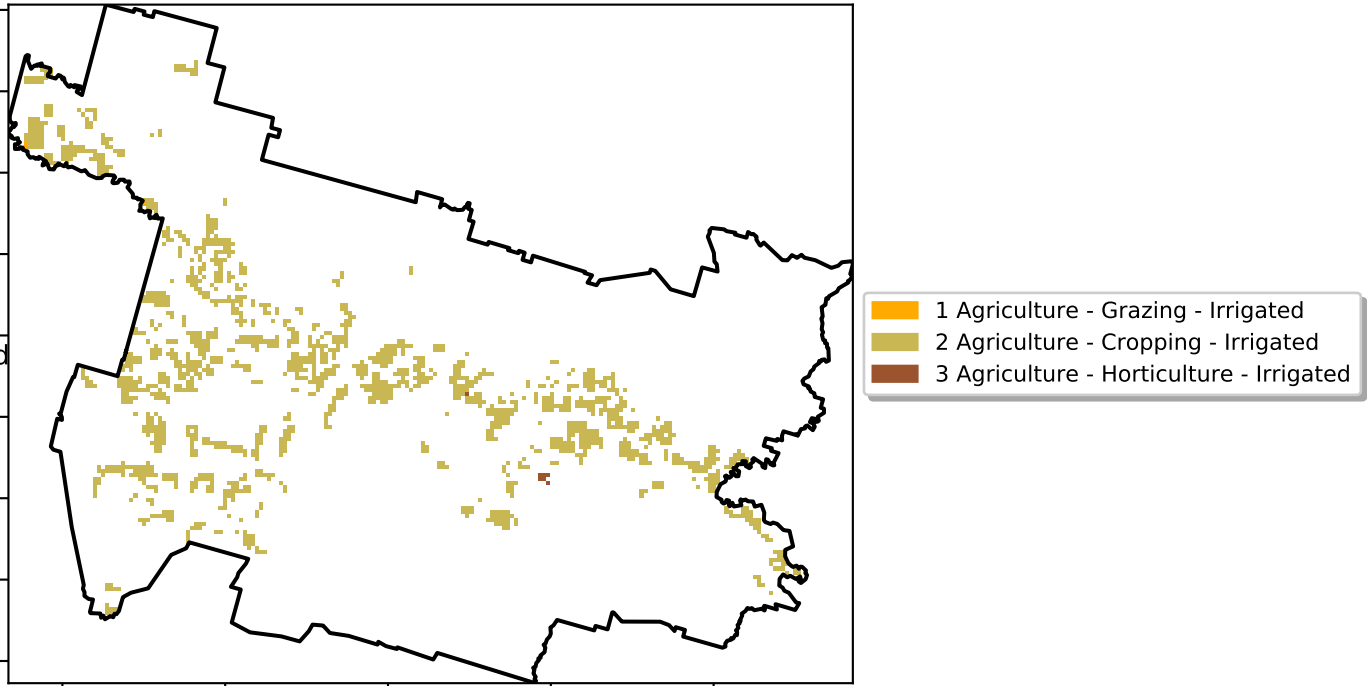 1 Agriculture - Grazing - Irrigated
2 Agriculture - Cropping - Irrigated
3 Agriculture - Horticulture - Irrigated